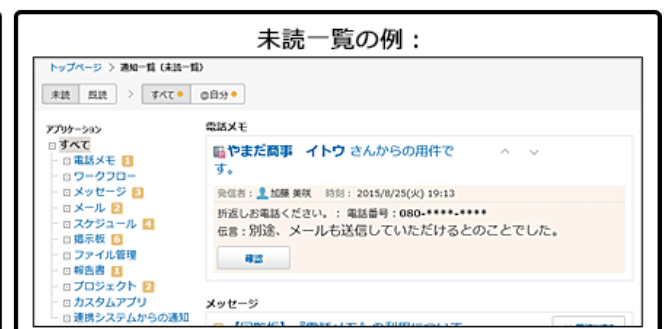 未読一覧の例：
トップページ > 通知一覧 (未読一覧)
未読 既読 > すべて @自分
アプリケーション
すべて
電話メモ 1
ワークフロー
メッセージ 3
メール 2
スケジュール 4
掲示板 6
ファイル管理
報告書 1
プロジェクト 2
カスタムアプリ
連携システムからの通知
電話メモ
やまだ商事 イトウ さんからの用件で
す。
発信者： 加藤 美咲 時刻： 2015/8/25(火) 19:13
折返しお電話ください。： 電話番号：080-****-****
伝言：別途、メールも送信していただけるとのことでした。
確認
メッセージ